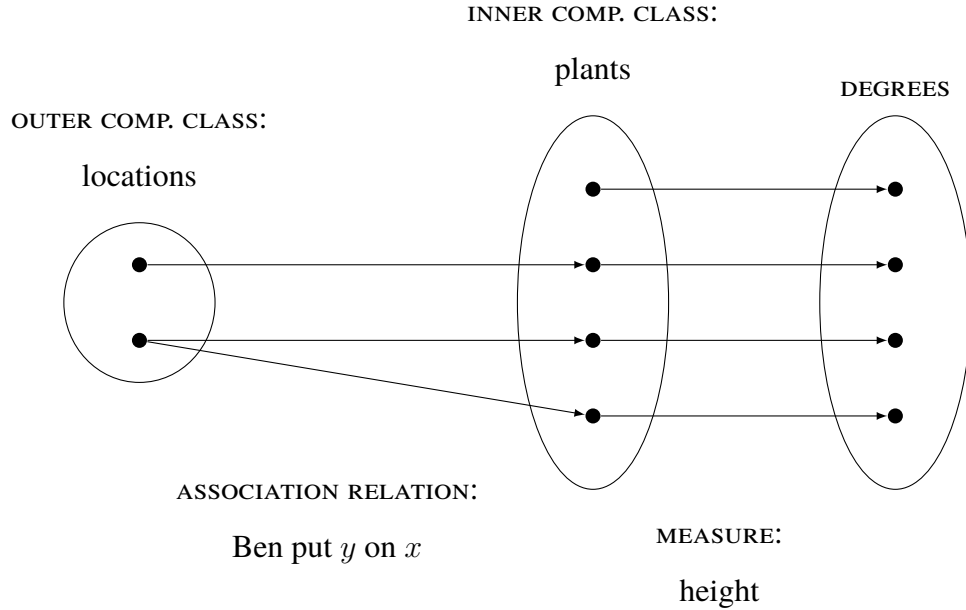 INNER COMP. CLASS:
plants
DEGREES
OUTER COMP. CLASS:
locations
ASSOCIATION RELATION:
Ben put y on x
MEASURE:
height